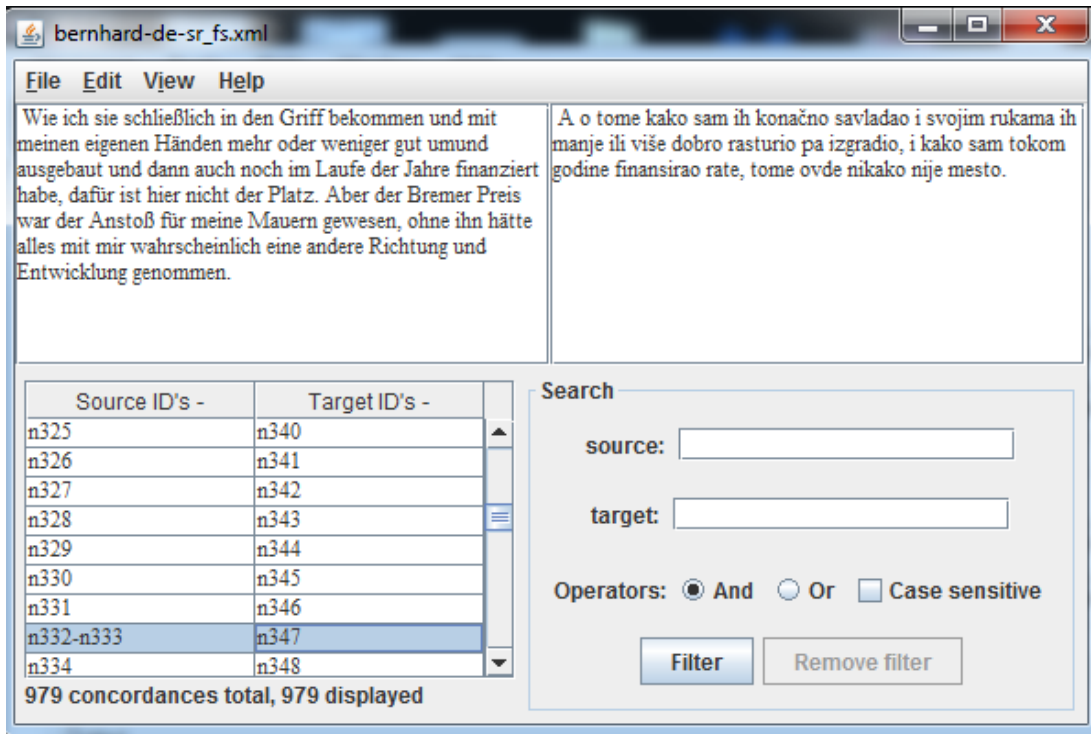 bernhard-de-sr_fs.xml
File Edit View Help
Wie ich sie schließlich in den Griff bekommen und mit
meinen eigenen Händen mehr oder weniger gut umund
ausgebaut und dann auch noch im Laufe der Jahre finanziert
habe, dafür ist hier nicht der Platz. Aber der Bremer Preis
war der Anstoß für meine Mauern gewesen, ohne ihn hätte
alles mit mir wahrscheinlich eine andere Richtung und
Entwicklung genommen.
A o tome kako sam ih konačno savladao i svojim rukama ih
manje ili više dobro rasturio pa izgradio, i kako sam tokom
godine finansirao rate, tome ovde nikako nije mesto.
Source ID's - Target ID's -
n325 n340
n326 n341
n327 n342
n328 n343
n329 n344
n330 n345
n331 n346
n332-n333 n347
n334 n348
979 concordances total, 979 displayed
Search
source:
target:
Operators: And Or Case sensitive
Filter Remove filter